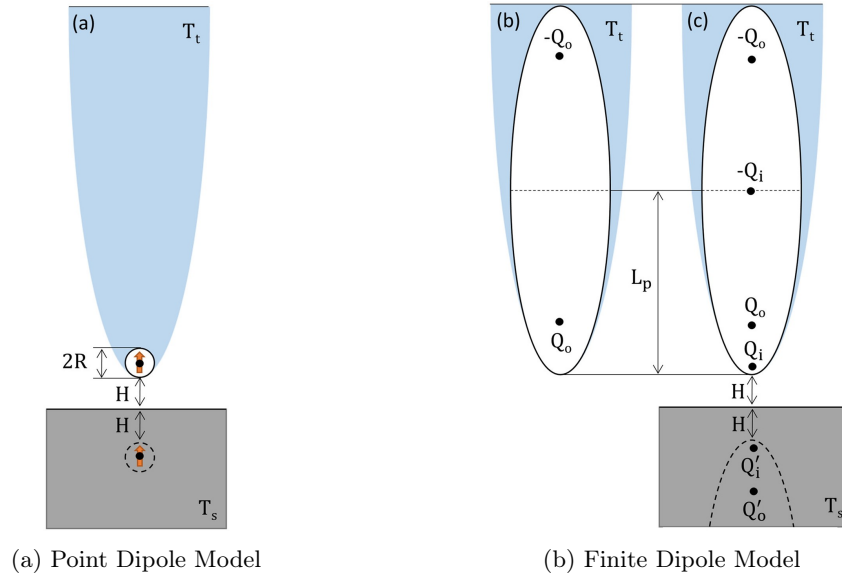 (a)
T_t
2R
H
H
T_s
(b)
-Q_o
Q_o
(c)
T_t
-Q_o
-Q_i
L_p
Q_o
Q_i
H
H
Q'_i
Q'_o
T_s
(a) Point Dipole Model
(b) Finite Dipole Model